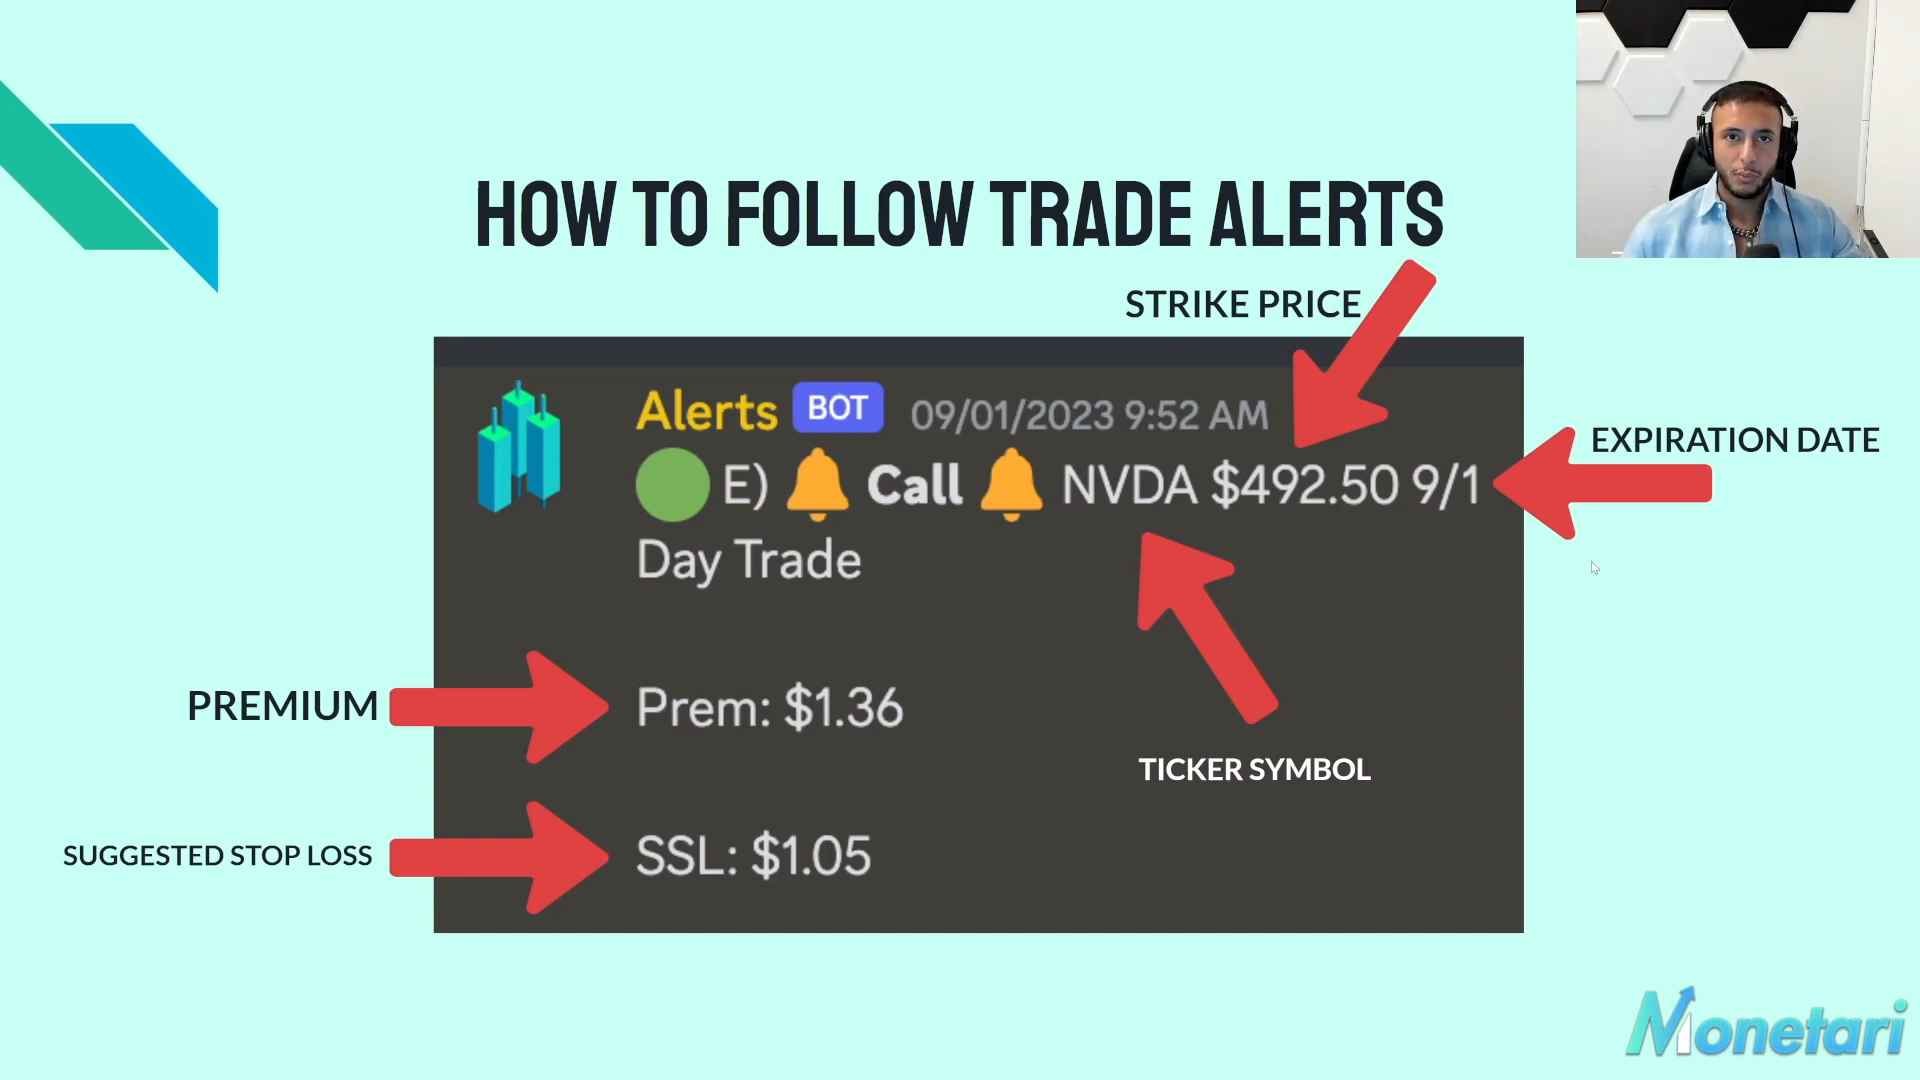 HOW TO FOLLOW TRADE ALERTS
STRIKE PRICE
Alerts BOT 09/01/2023 9:52 AM
EXPIRATION DATE
E) Call NVDA $492.50 9/1
Day Trade
PREMIUM
Prem: $1.36
TICKER SYMBOL
SUGGESTED STOP LOSS
SSL: $1.05
Monetari